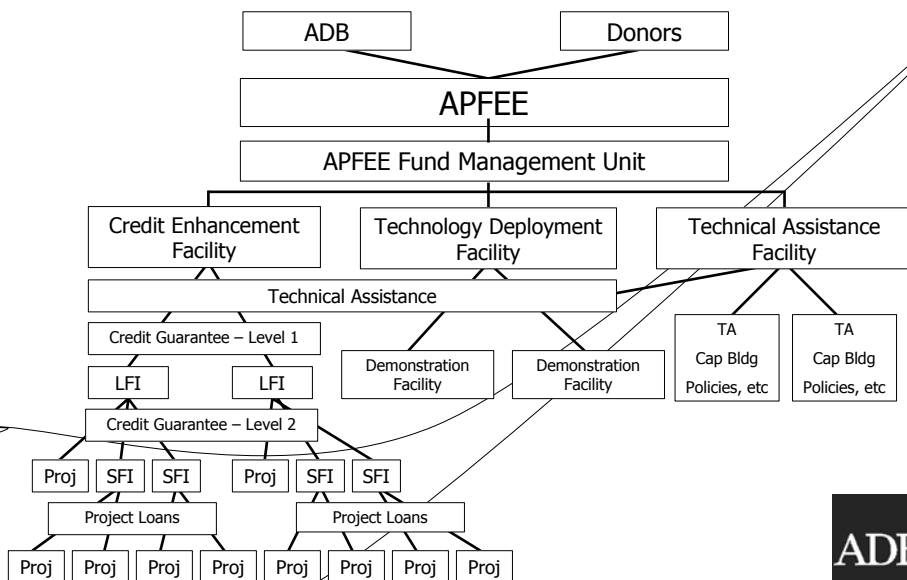 ADB
Donors
APFEE
APFEE Fund Management Unit
Credit Enhancement
Facility
Technology Deployment
Facility
Technical Assistance
Facility
Technical Assistance
Credit Guarantee – Level 1
Demonstration
Facility
Demonstration
Facility
TA
Cap Bldg
Policies, etc
TA
Cap Bldg
Policies, etc
LFI
LFI
Credit Guarantee – Level 2
Proj
SFI
SFI
Proj
SFI
SFI
Project Loans
Project Loans
Proj
Proj
Proj
Proj
Proj
Proj
Proj
Proj
ADB